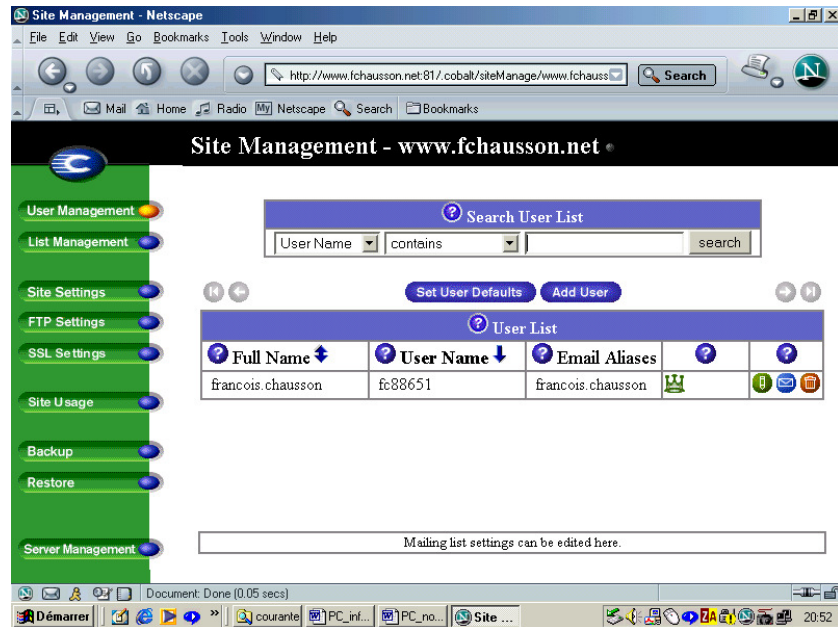 Site Management - Netscape
File Edit View Go Bookmarks Tools Window Help
http://www.fchausson.net:81/.cobalt/siteManage/www.fchauss Search N
Mail Home Radio My Netscape Search Bookmarks
Site Management - www.fchausson.net
User Management
List Management
Site Settings
FTP Settings
SSL Settings
Site Usage
Backup
Restore
Server Management
? Search User List
User Name contains search
Set User Defaults Add User
? User List
? Full Name ? User Name ? Email Aliases ? ?
francois.chausson fc88651 francois.chausson
Mailing list settings can be edited here.
Document: Done (0.05 secs)
Démarrer » courante PC_inf... PC_no... Site ... ZA 20:52